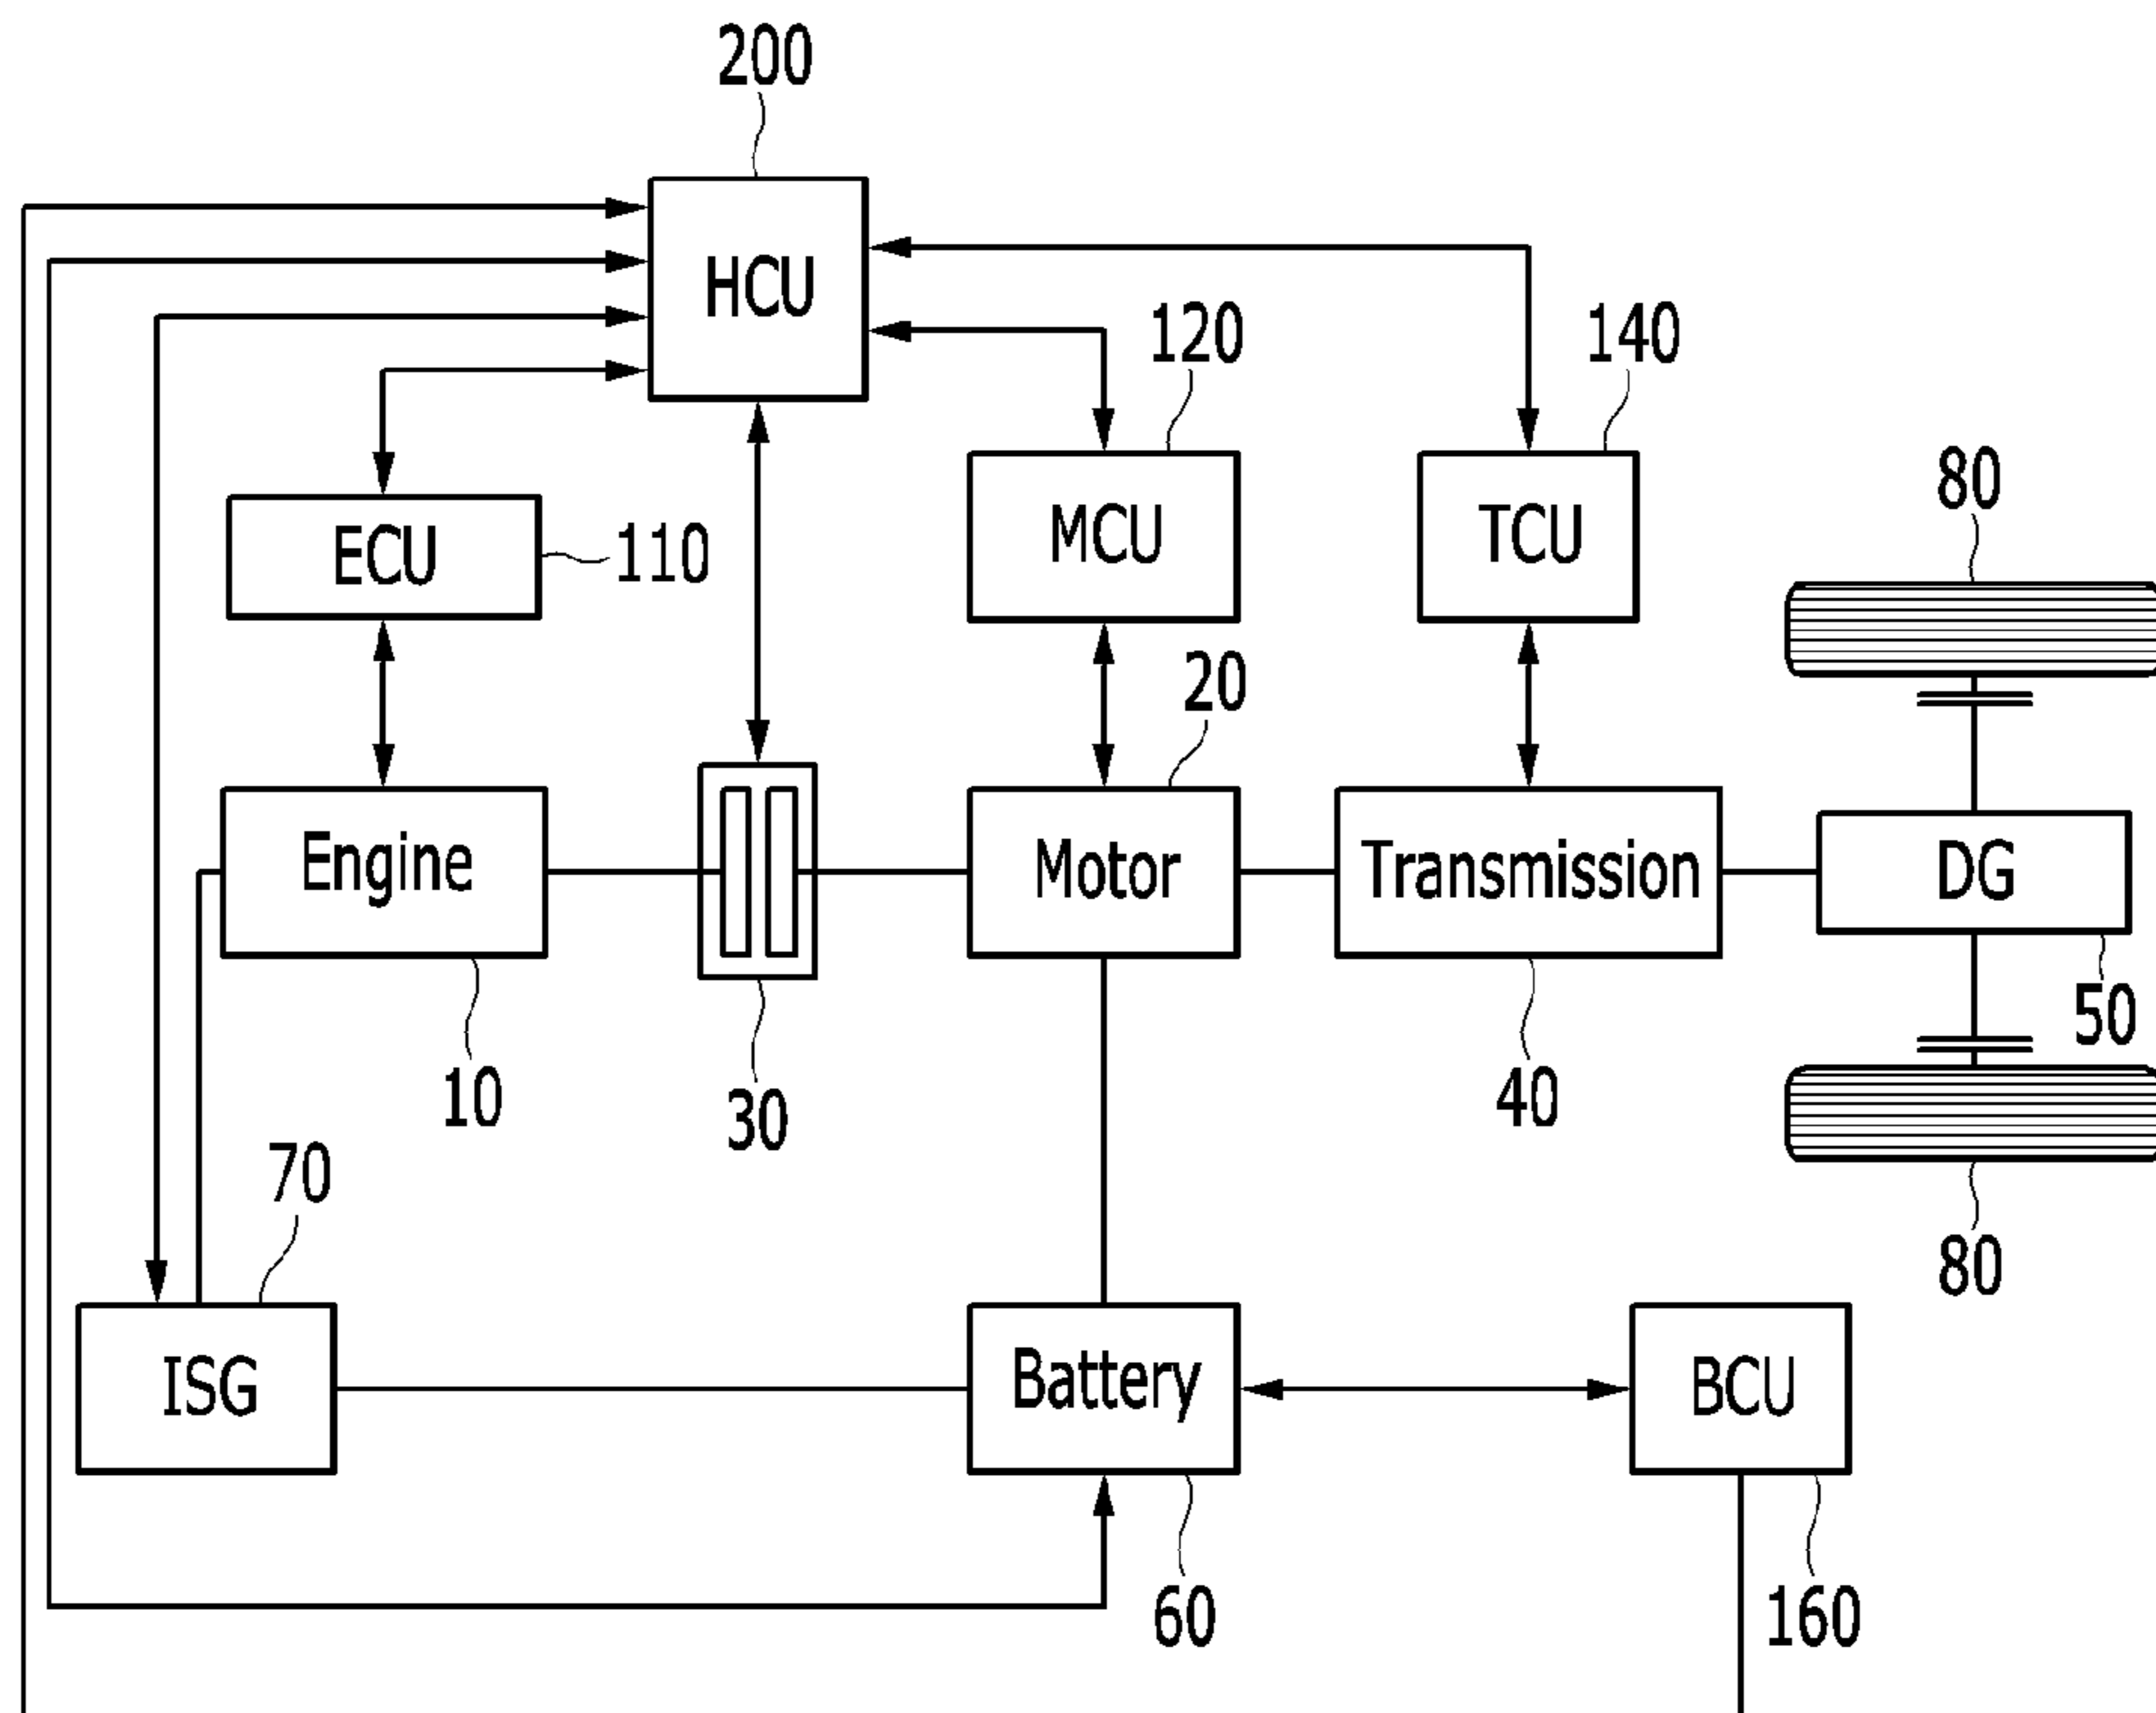 200
HCU
120
140
80
ECU
110
MCU
TCU
20
Engine
Motor
Transmission
DG
50
10
30
40
70
80
ISG
Battery
BCU
60
160